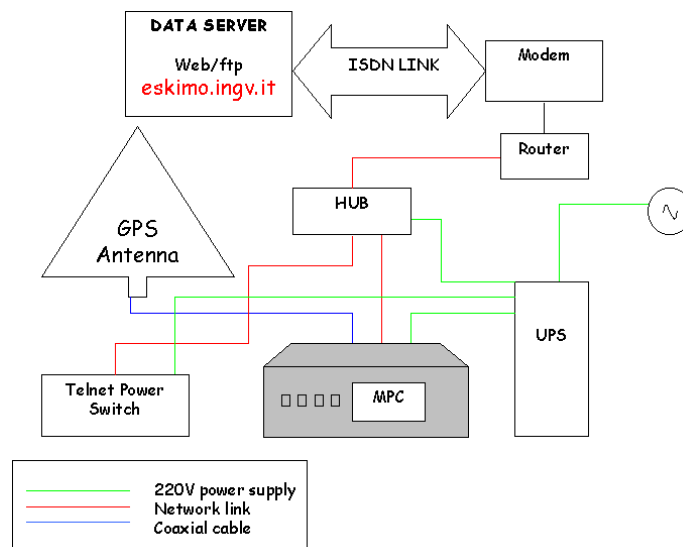 DATA SERVER
Web/ftp
eskimo.ingv.it
ISDN LINK
Modem
Router
HUB
GPS
Antenna
UPS
Telnet Power
Switch
MPC
220V power supply
Network link
Coaxial cable